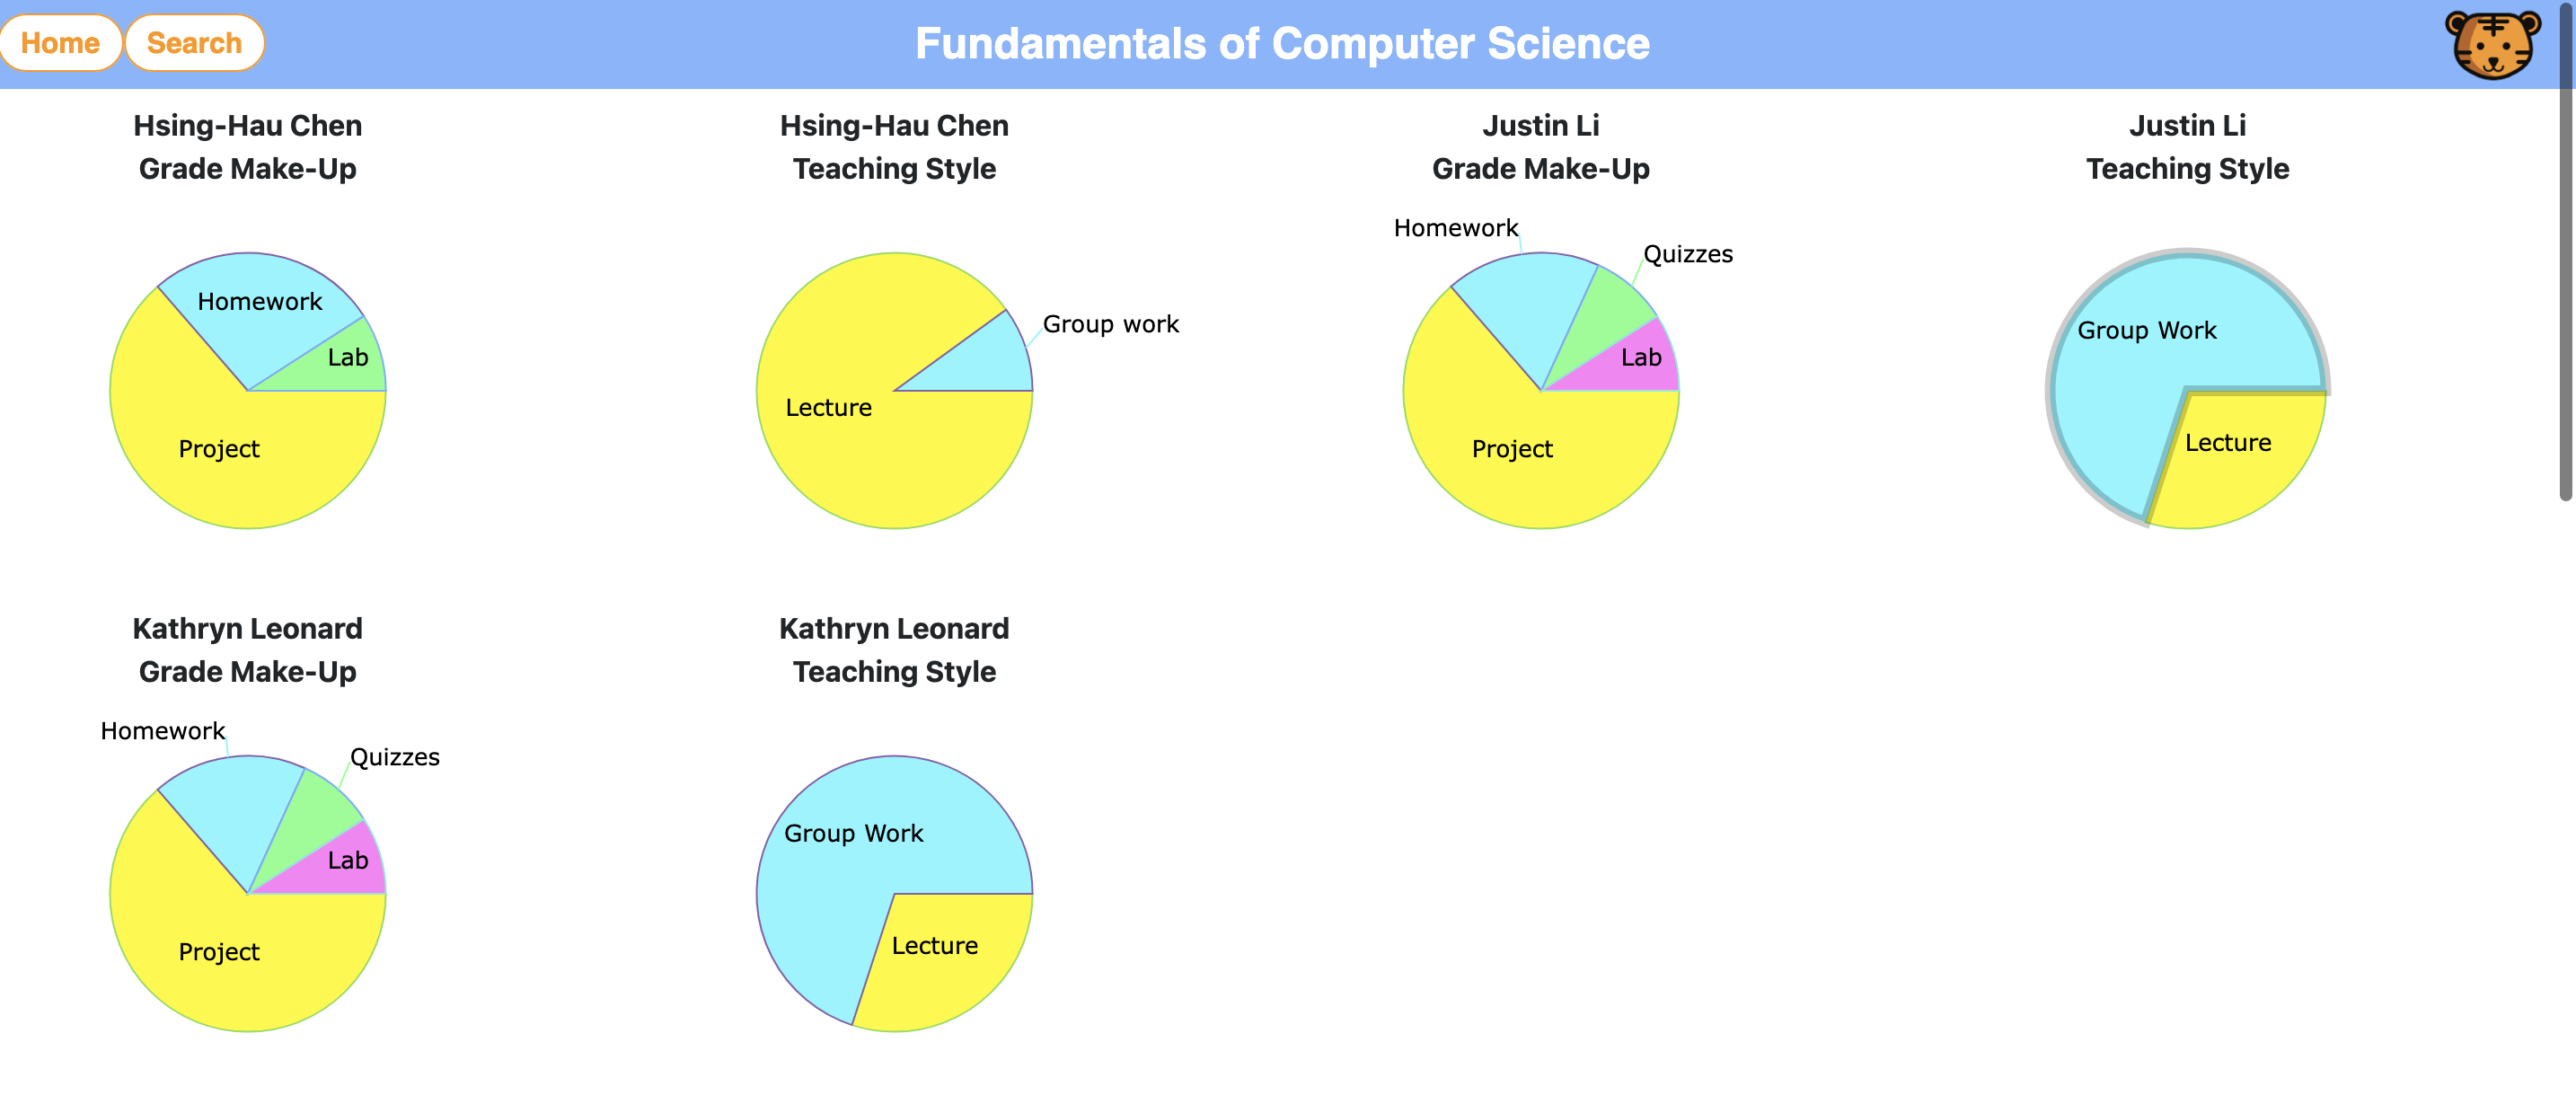 Home
Search
Fundamentals of Computer Science
Hsing-Hau Chen
Grade Make-Up
Homework
Lab
Project
Hsing-Hau Chen
Teaching Style
Group work
Lecture
Justin Li
Grade Make-Up
Homework
Quizzes
Lab
Project
Justin Li
Teaching Style
Group Work
Lecture
Kathryn Leonard
Grade Make-Up
Homework
Quizzes
Lab
Project
Kathryn Leonard
Teaching Style
Group Work
Lecture